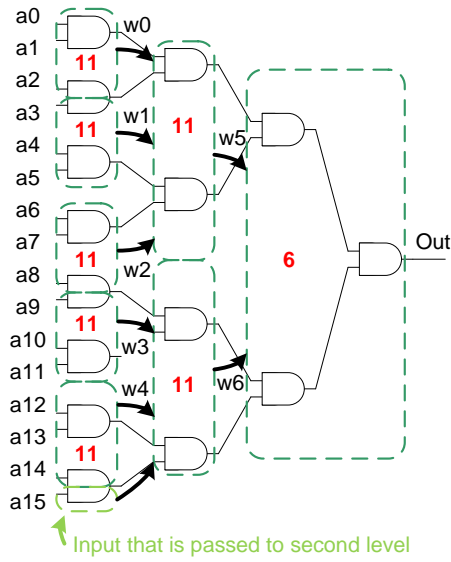 a0
w0
a1
11
a2
a3
11
w1
11
w5
a4
a5
a6
a7
11
6
Out
a8
w2
a9
11
a10
w3
a11
11
w4
w6
a12
a13
11
a14
a15
Input that is passed to second level